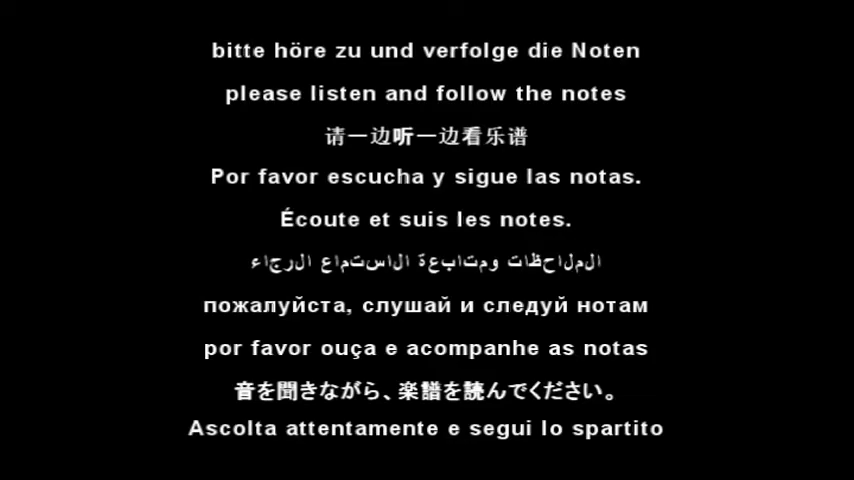 bitte höre zu und verfolge die Noten
please listen and follow the notes
请一边听一边看乐谱
Por favor escucha y sigue las notas.
Écoute et suis les notes.
الملاحظات ومتابعة الاستماع الرجاء
пожалуйста, слушай и следуй нотам
por favor ouça e acompanhe as notas
音を聞きながら、楽譜を読んでください。
Ascolta attentamente e segui lo spartito